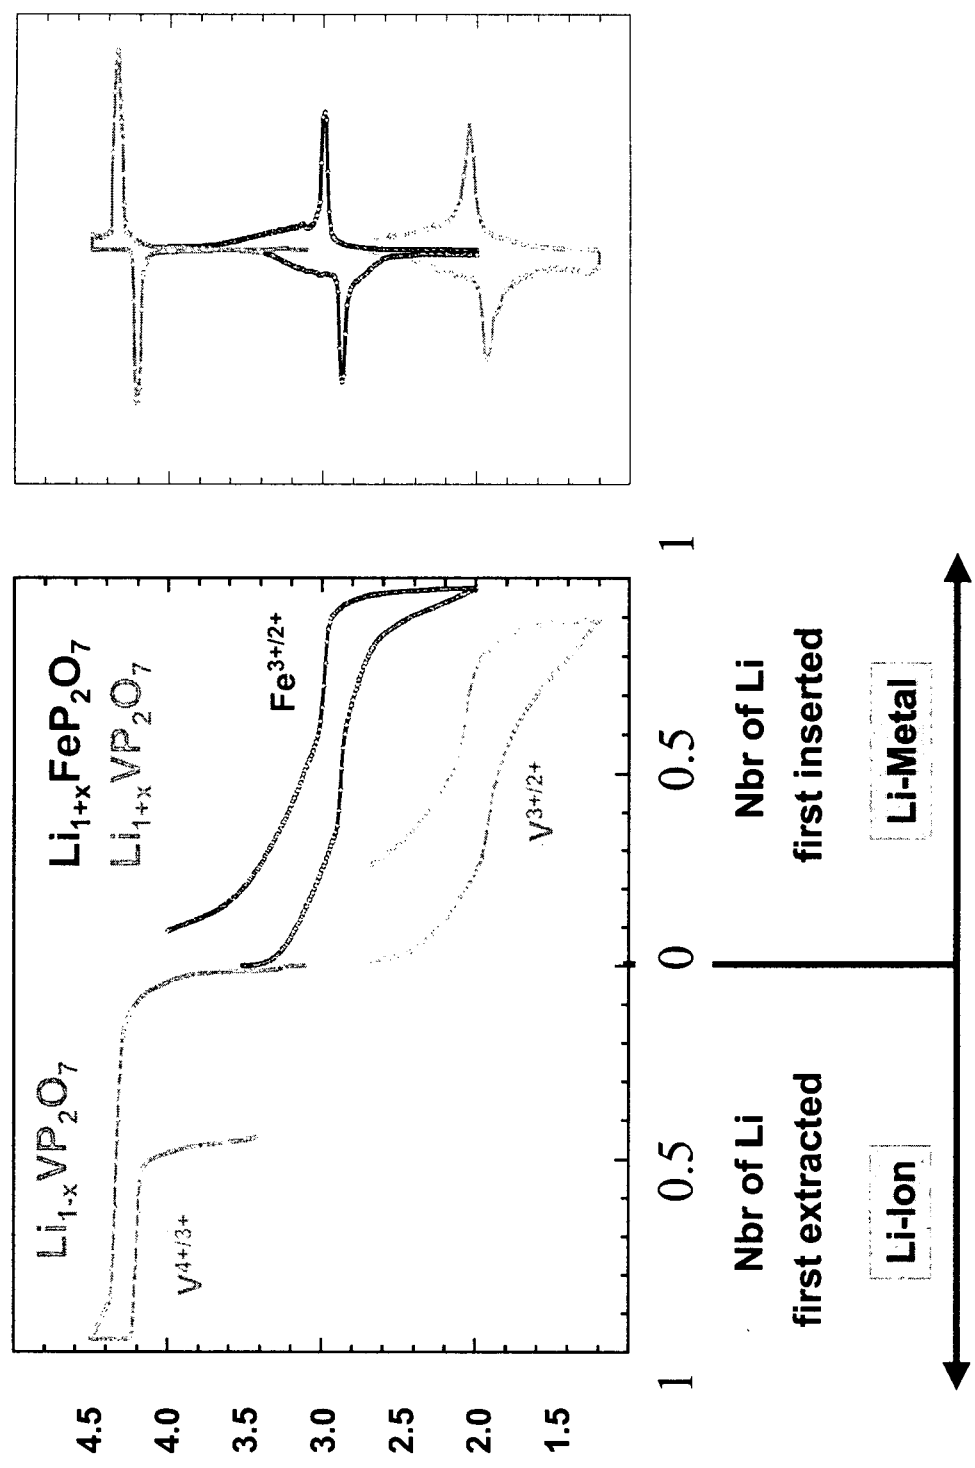 Li1-xVP2O7
Li1+xFeP2O7
Li1+xVP2O7
V4+/3+
Fe3+/2+
V3+/2+
4.5
4.0
3.5
3.0
2.5
2.0
1.5
1
0.5
0
0.5
1
Nbr of Li
first extracted
Nbr of Li
first inserted
Li-Ion
Li-Metal